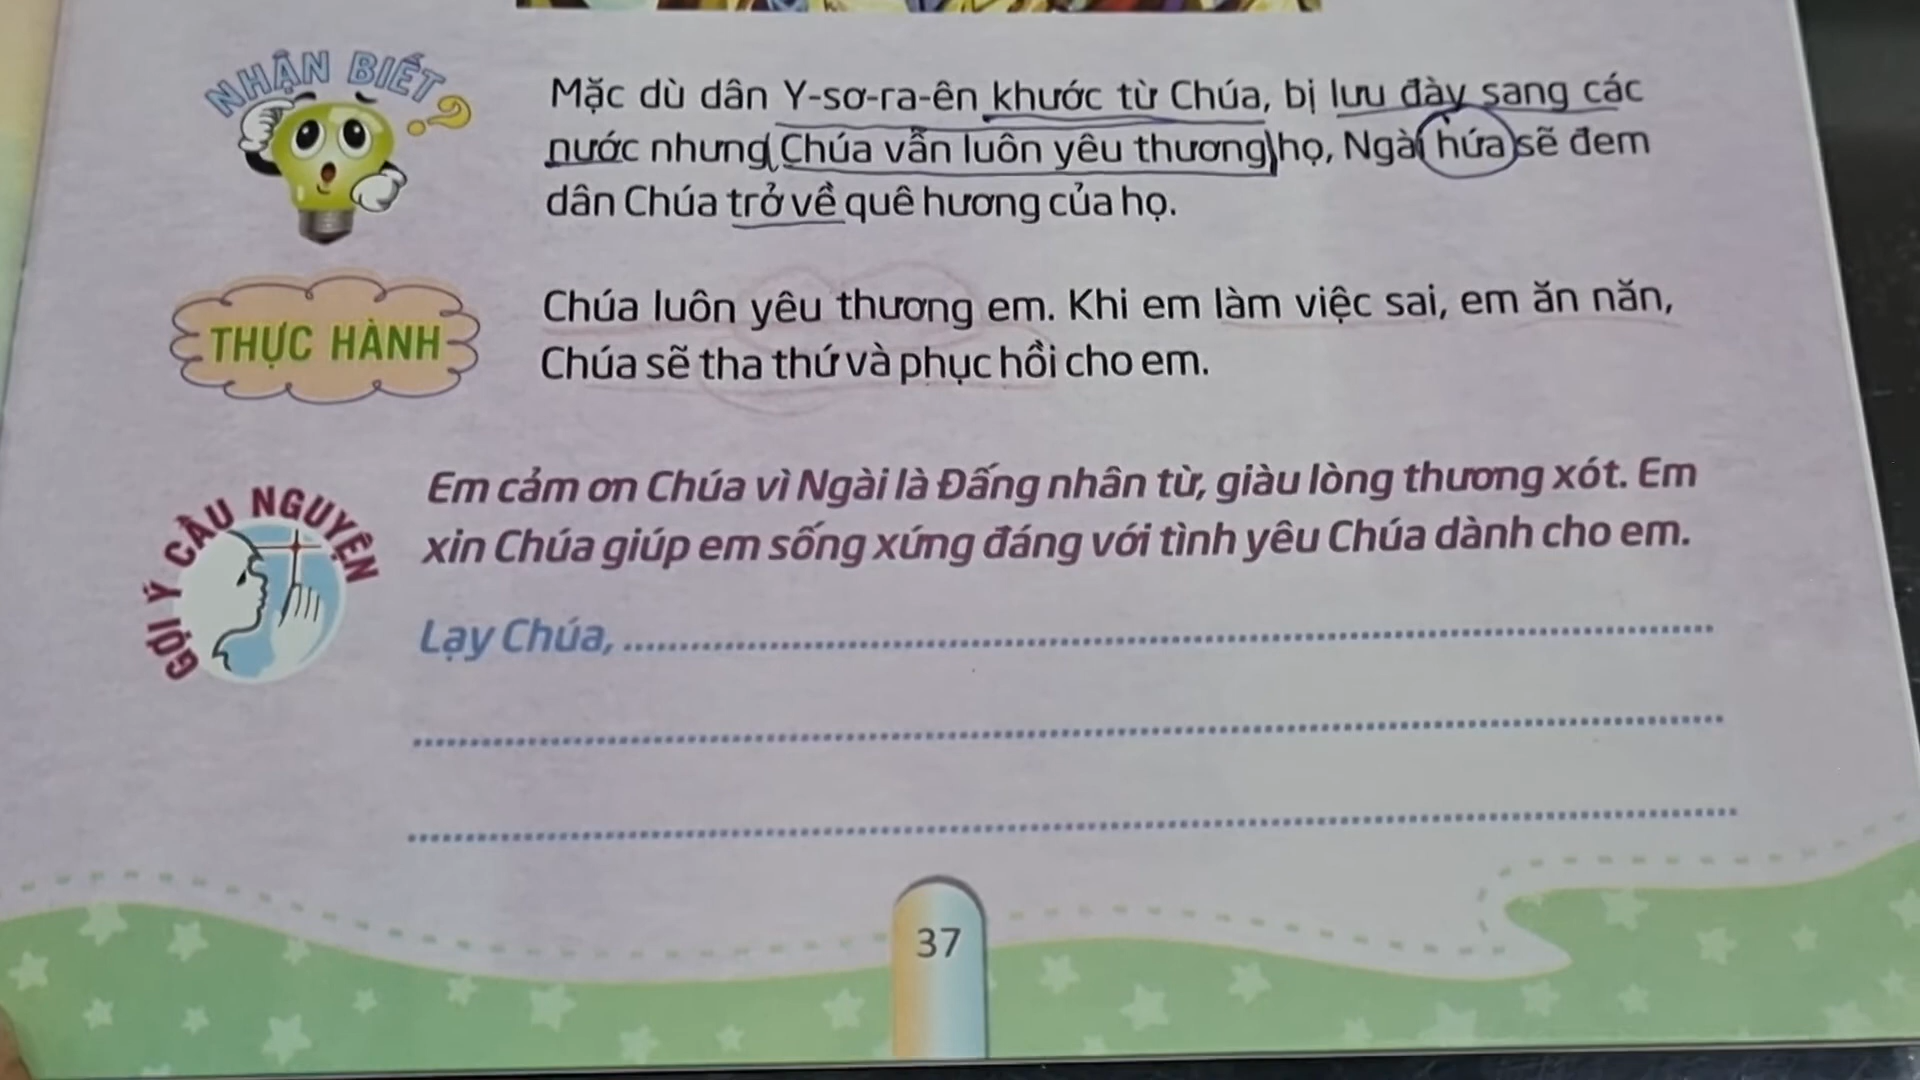 NHẬN BIẾT ?
Mặc dù dân Y-sơ-ra-ên khước từ Chúa, bị lưu đày sang các
nước nhưng Chúa vẫn luôn yêu thương họ, Ngài hứa sẽ đem
dân Chúa trở về quê hương của họ.
THỰC HÀNH
Chúa luôn yêu thương em. Khi em làm việc sai, em ăn năn,
Chúa sẽ tha thứ và phục hồi cho em.
GỢI Ý CẦU NGUYỆN
Em cảm ơn Chúa vì Ngài là Đấng nhân từ, giàu lòng thương xót. Em
xin Chúa giúp em sống xứng đáng với tình yêu Chúa dành cho em.
Lạy Chúa,
37